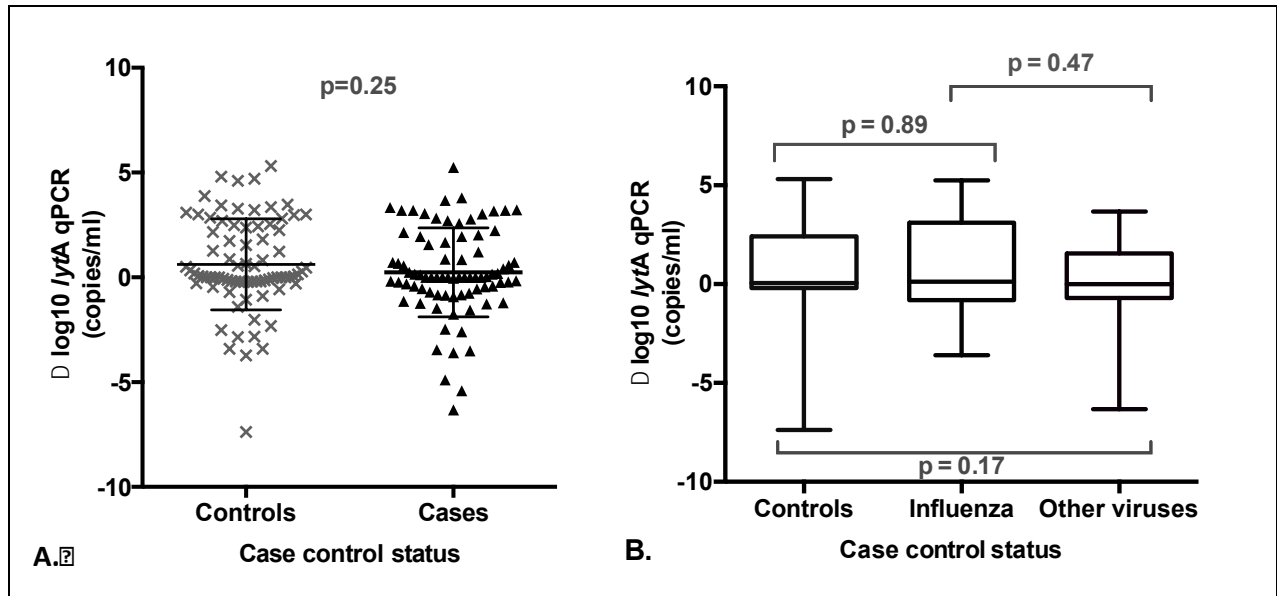 10
5
0
-5
-10
p=0.25
D log10 lytA qPCR
(copies/ml)
Controls
Cases
Case control status
A.
10
5
0
-5
-10
p = 0.47
p = 0.89
p = 0.17
D log10 lytA qPCR
(copies/ml)
Controls
Influenza
Other viruses
Case control status
B.